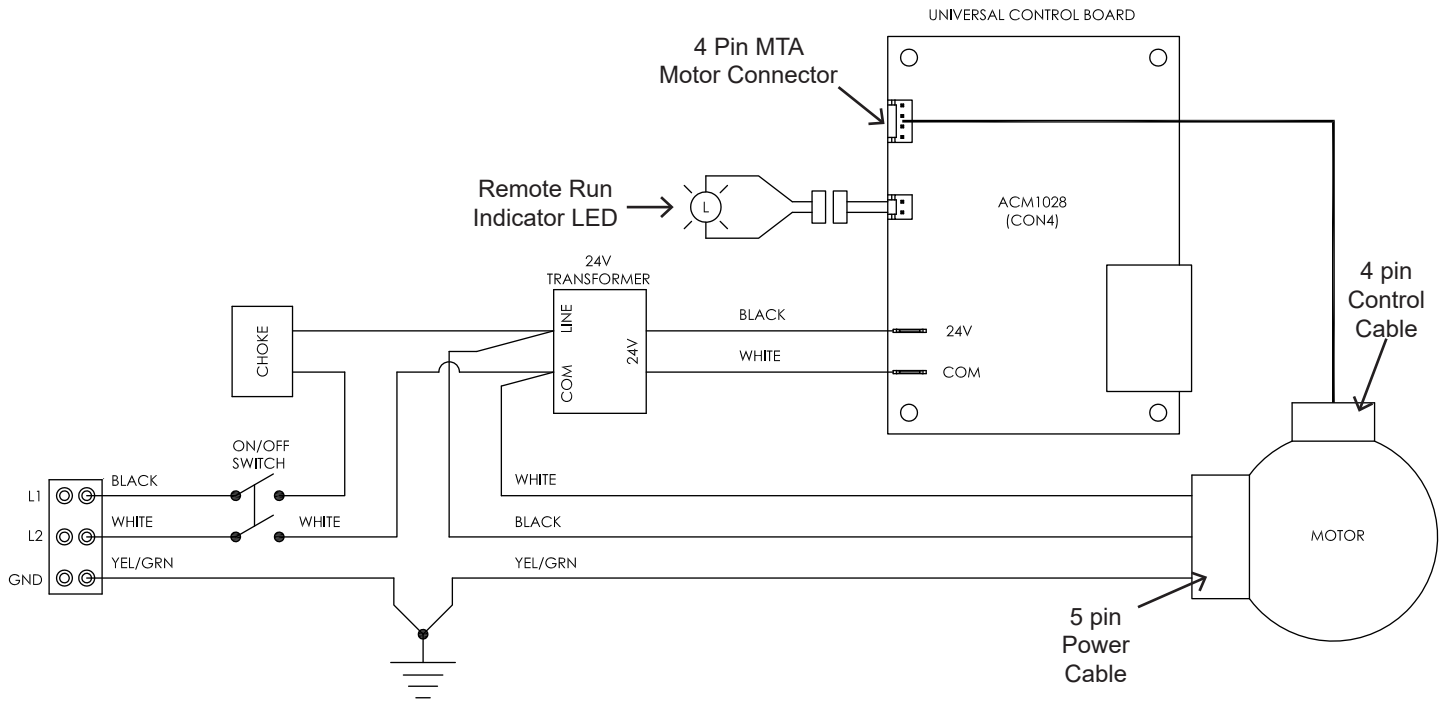 UNIVERSAL CONTROL BOARD
4 Pin MTA
Motor Connector
Remote Run
Indicator LED
L
ACM1028
(CON4)
24V
TRANSFORMER
4 pin
Control
Cable
CHOKE
LINE
COM
24V
BLACK
WHITE
24V
COM
ON/OFF
SWITCH
L1
BLACK
WHITE
L2
WHITE
WHITE
BLACK
MOTOR
GND
YEL/GRN
YEL/GRN
5 pin
Power
Cable